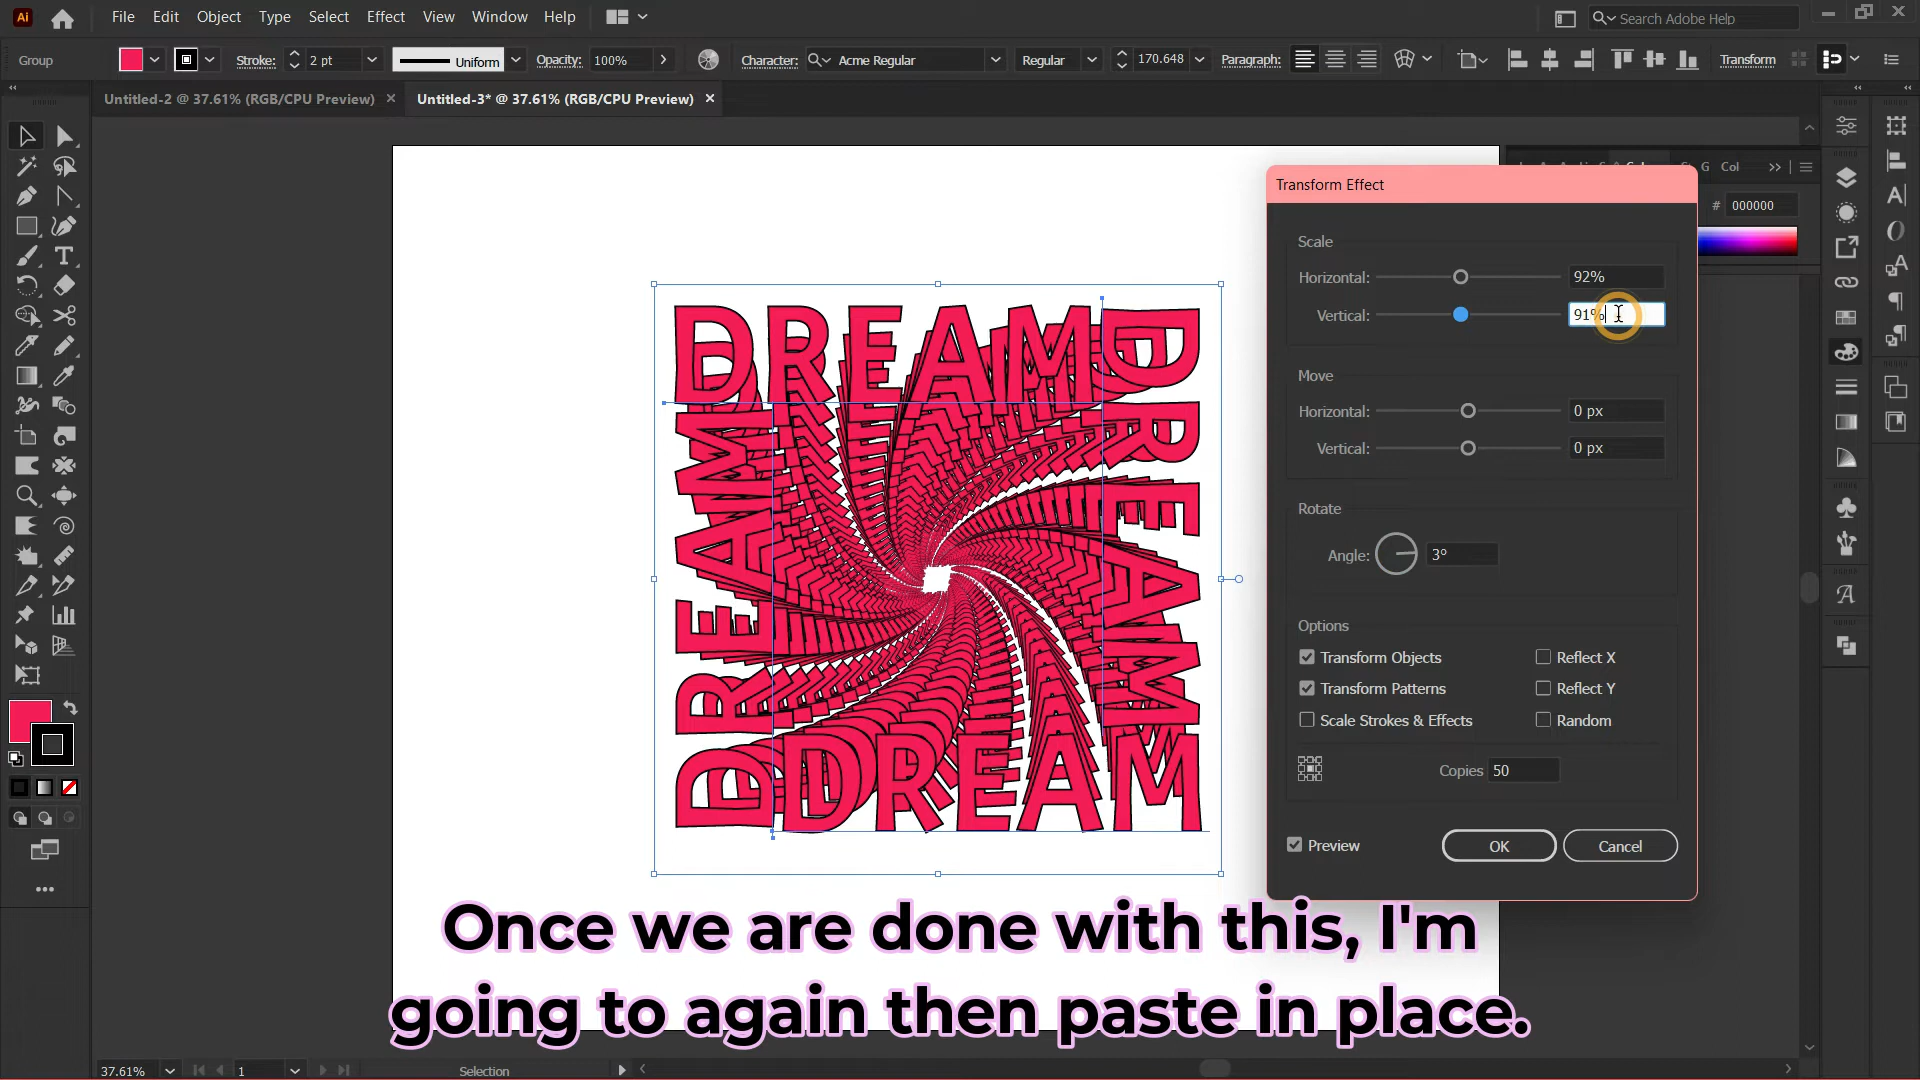 Ai File Edit Object Type Select Effect View Window Help Search Adobe Help
Group Stroke: 2 pt Uniform Opacity: 100% Character: Acme Regular Regular 170.648 Paragraph: Transform
Untitled-2 @ 37.61% (RGB/CPU Preview) × Untitled-3* @ 37.61% (RGB/CPU Preview) ×
G Col
# 000000
Transform Effect
Scale
Horizontal: 92%
Vertical: 91%
Move
Horizontal: 0 px
Vertical: 0 px
Rotate
Angle: 3°
Options
Transform Objects Reflect X
Transform Patterns Reflect Y
Scale Strokes & Effects Random
Copies 50
Preview OK Cancel
DREAM
DREAM
DREAM
DREAM
Once we are done with this, I'm
going to again then paste in place.
37.61% 1 Selection